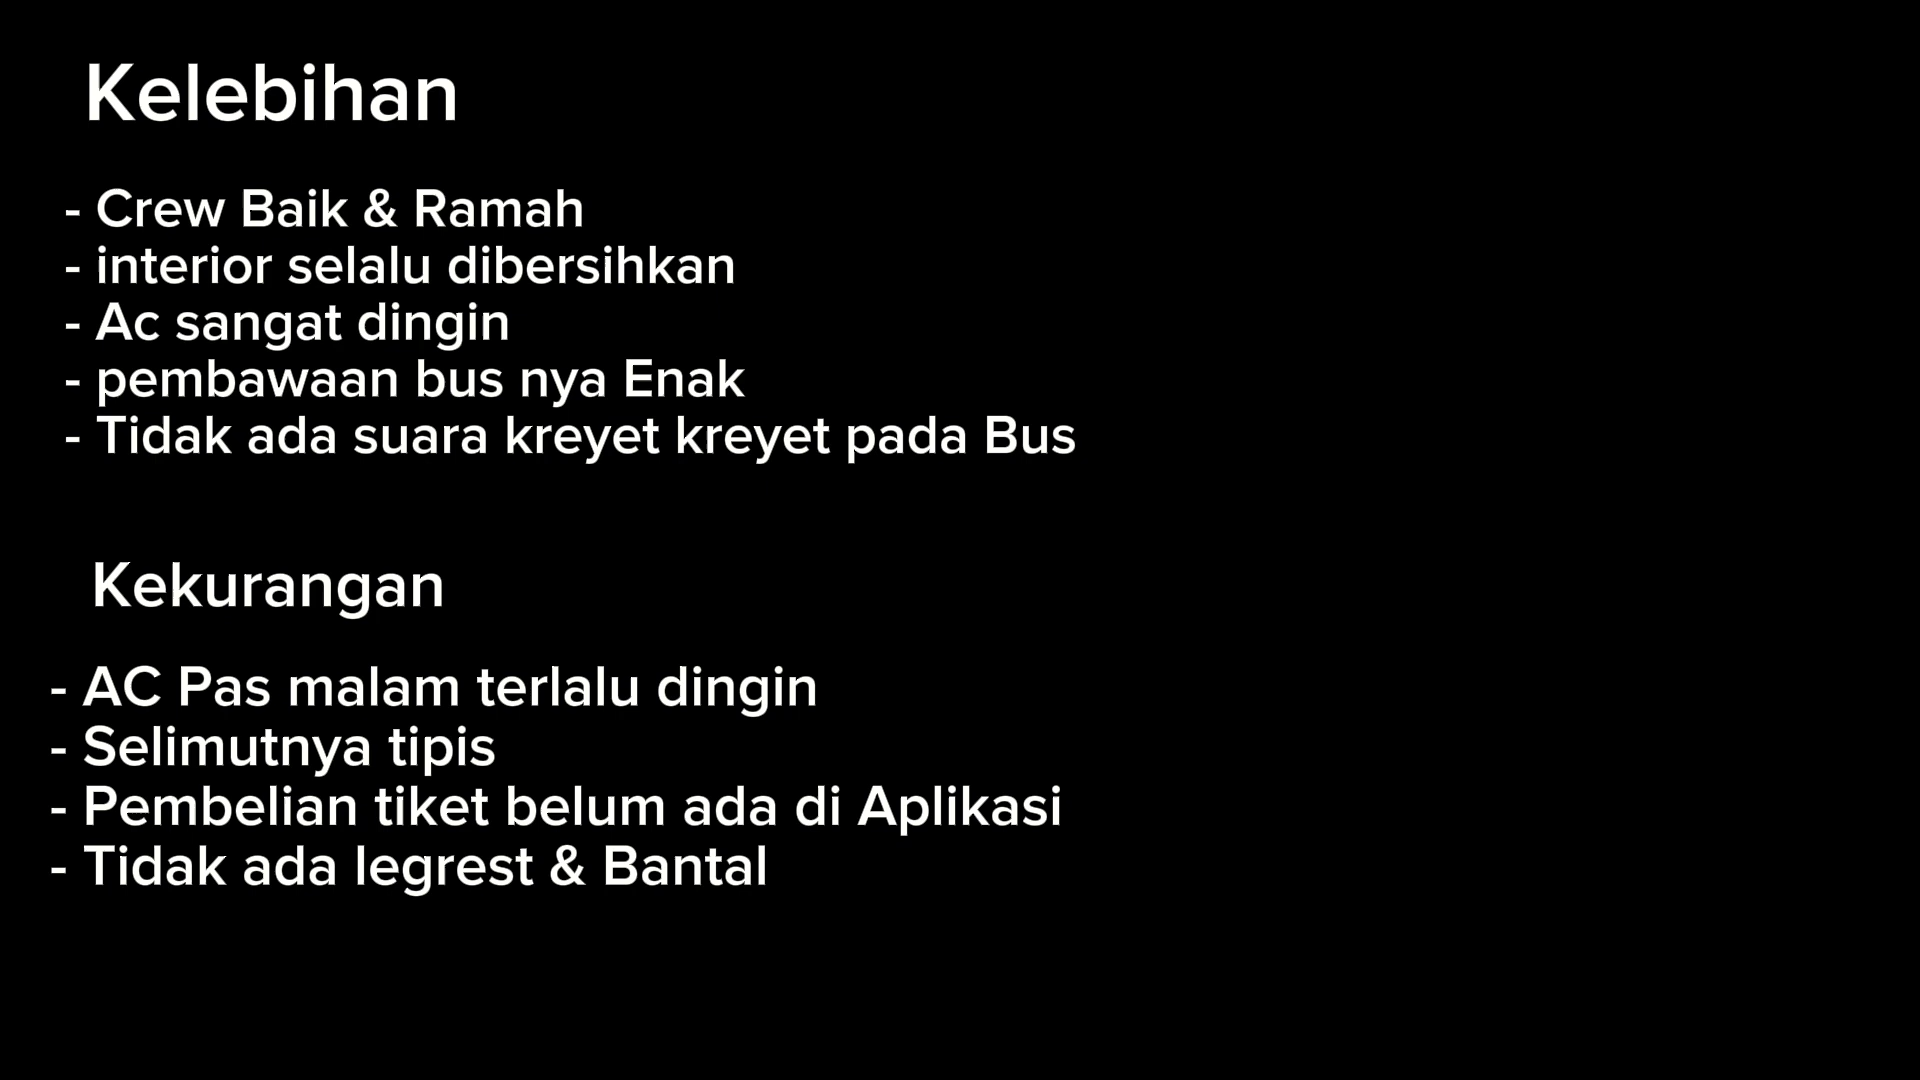 Kelebihan
- Crew Baik & Ramah
- interior selalu dibersihkan
- Ac sangat dingin
- pembawaan bus nya Enak
- Tidak ada suara kreyet kreyet pada Bus
Kekurangan
- AC Pas malam terlalu dingin
- Selimutnya tipis
- Pembelian tiket belum ada di Aplikasi
- Tidak ada legrest & Bantal